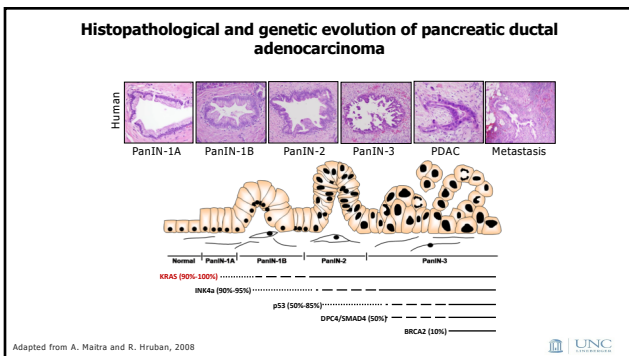 Histopathological and genetic evolution of pancreatic ductal
adenocarcinoma
Human
PanIN-1A PanIN-1B PanIN-2 PanIN-3 PDAC Metastasis
Normal PanIN-1A PanIN-1B PanIN-2 PanIN-3
KRAS (90%-100%)
INK4a (90%-95%)
p53 (50%-85%)
DPC4/SMAD4 (50%)
BRCA2 (10%)
Adapted from A. Maitra and R. Hruban, 2008
UNC
LINEBERGER